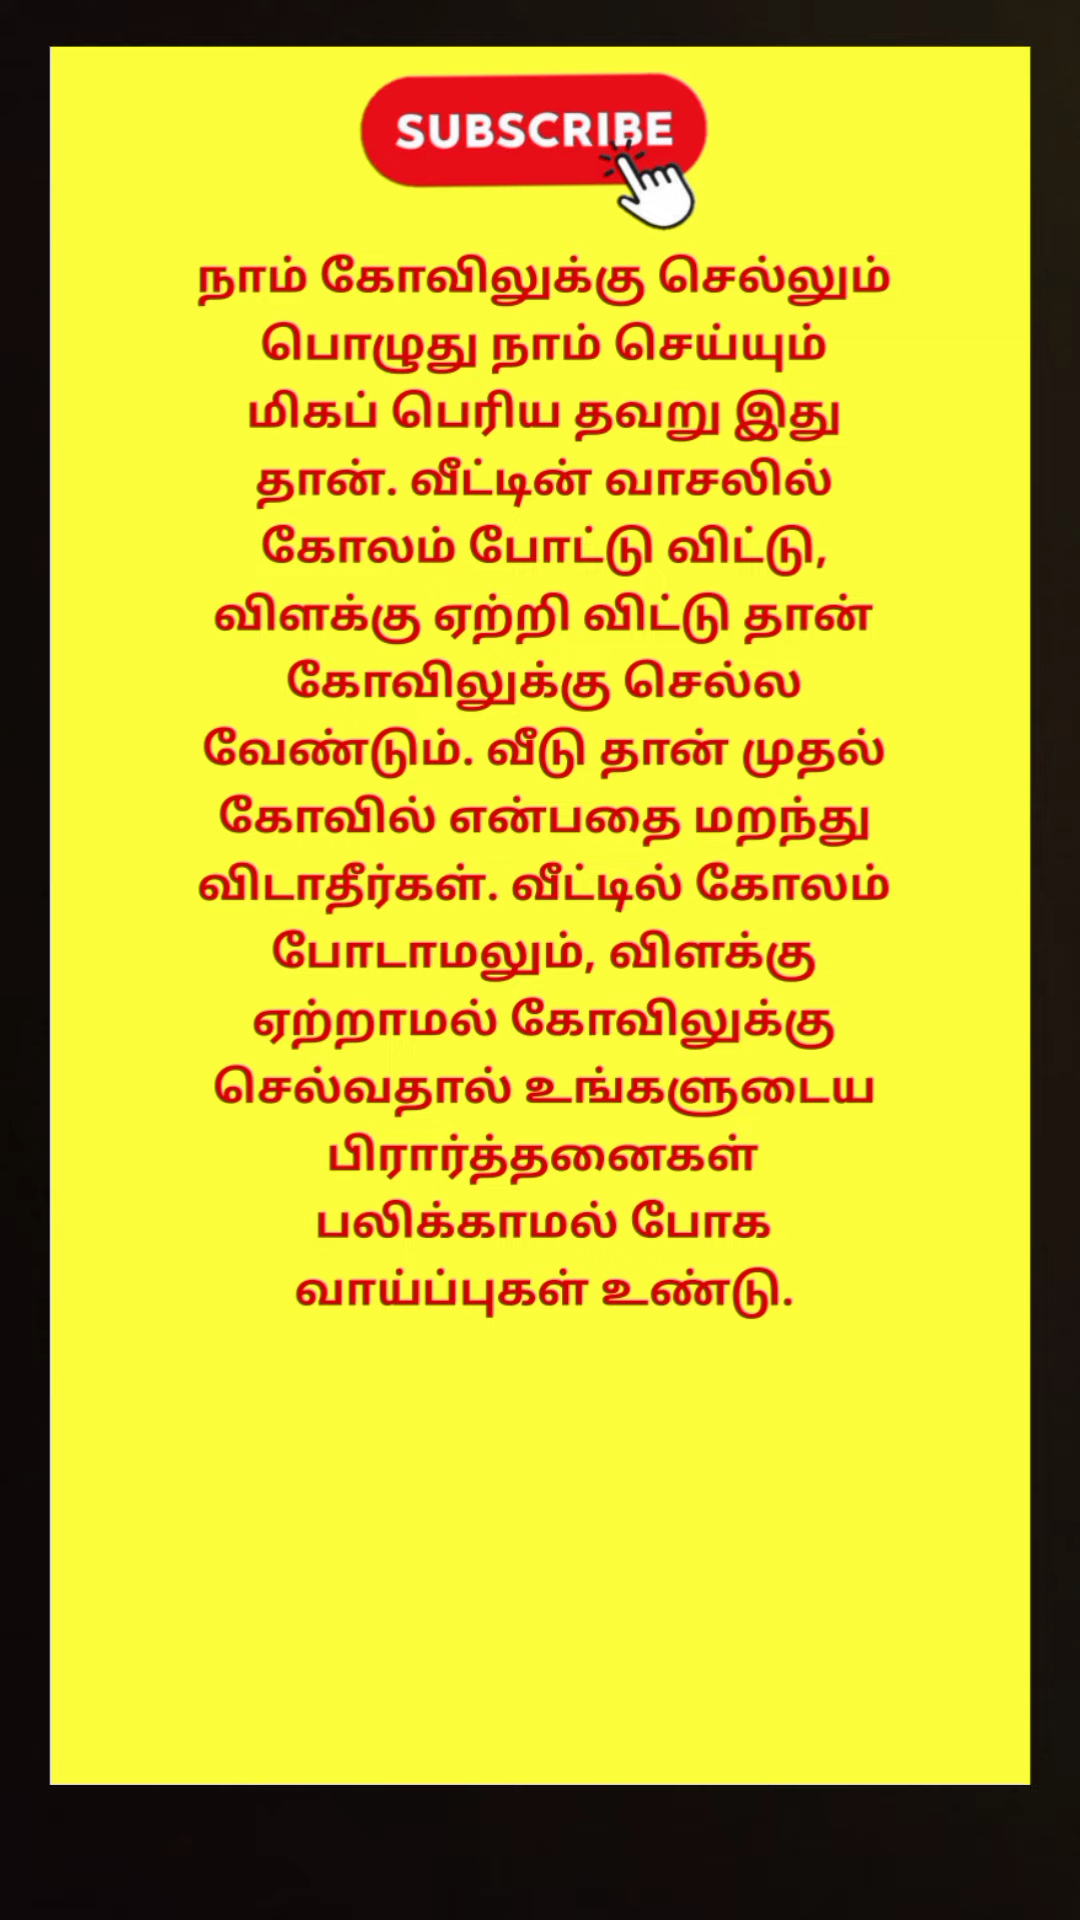 SUBSCRIBE
நாம் கோவிலுக்கு செல்லும்
பொழுது நாம் செய்யும்
மிகப் பெரிய தவறு இது
தான். வீட்டின் வாசலில்
கோலம் போட்டு விட்டு,
விளக்கு ஏற்றி விட்டு தான்
கோவிலுக்கு செல்ல
வேண்டும். வீடு தான் முதல்
கோவில் என்பதை மறந்து
விடாதீர்கள். வீட்டில் கோலம்
போடாமலும், விளக்கு
ஏற்றாமல் கோவிலுக்கு
செல்வதால் உங்களுடைய
பிரார்த்தனைகள்
பலிக்காமல் போக
வாய்ப்புகள் உண்டு.